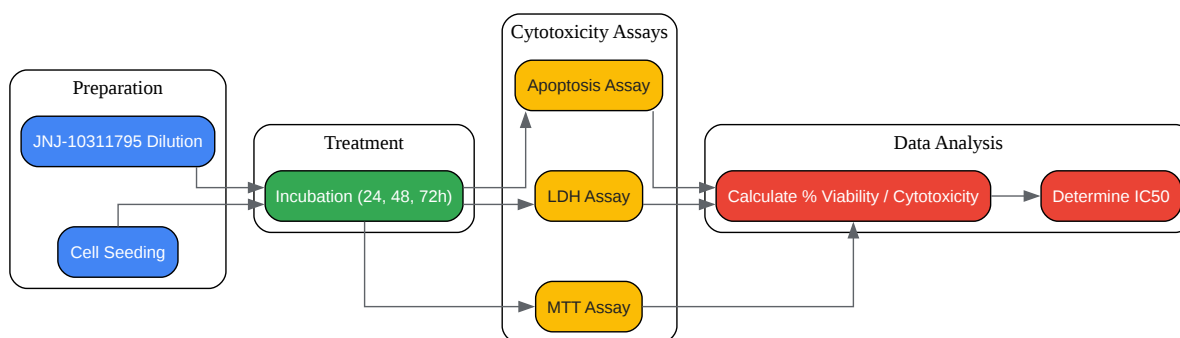 Preparation
JNJ-10311795 Dilution
Cell Seeding
Treatment
Incubation (24, 48, 72h)
Cytotoxicity Assays
Apoptosis Assay
LDH Assay
MTT Assay
Data Analysis
Calculate % Viability / Cytotoxicity
Determine IC50